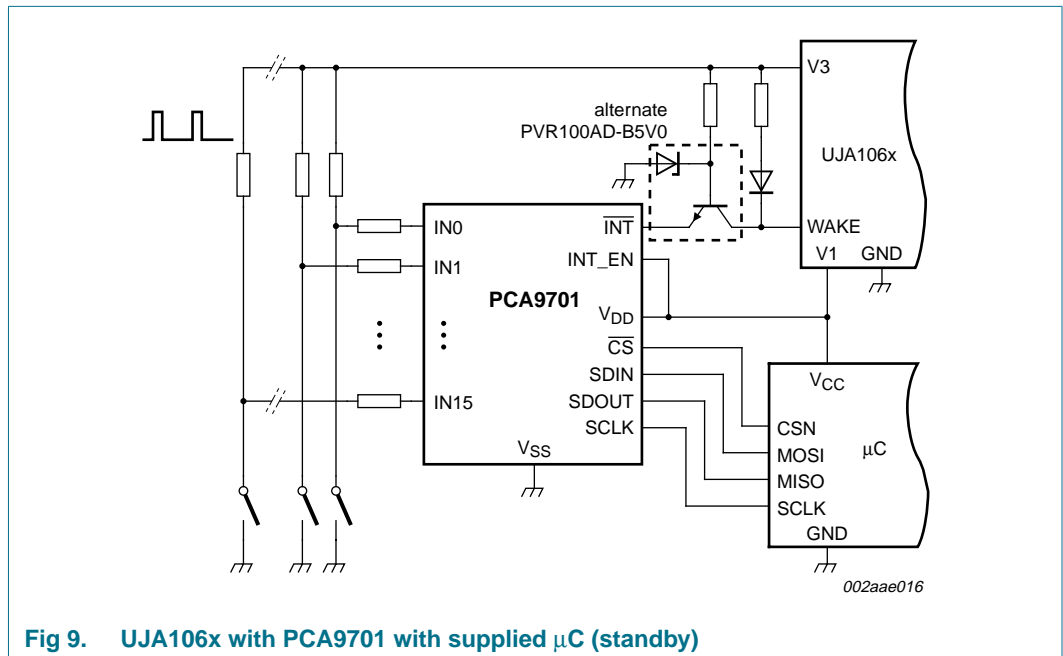 alternate
PVR100AD-B5V0
V3
UJA106x
WAKE
V1 GND
IN0
IN1
IN15
PCA9701
INT
INT_EN
VDD
CS
SDIN
SDOUT
SCLK
VSS
VCC
CSN
MOSI
MISO
SCLK
μC
GND
002aae016
Fig 9. UJA106x with PCA9701 with supplied μC (standby)